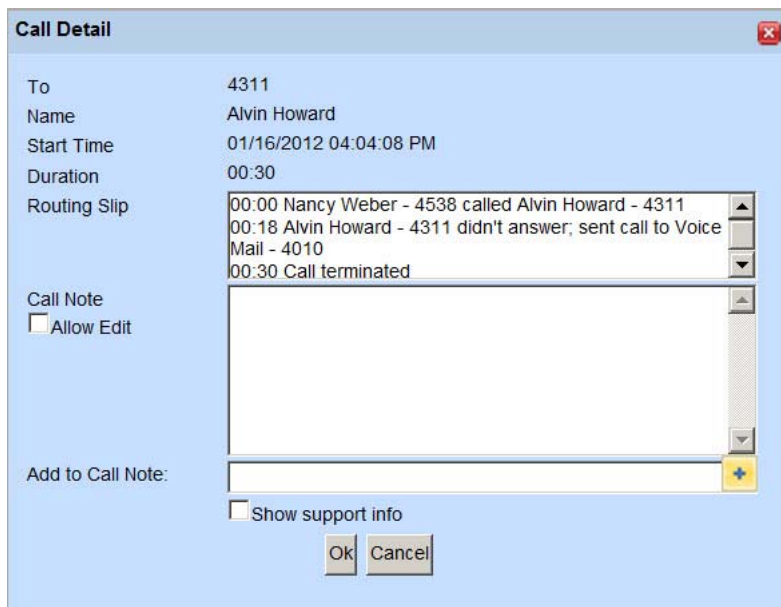 Call Detail
To 4311
Name Alvin Howard
Start Time 01/16/2012 04:04:08 PM
Duration 00:30
Routing Slip 00:00 Nancy Weber - 4538 called Alvin Howard - 4311
00:18 Alvin Howard - 4311 didn't answer; sent call to Voice
Mail - 4010
00:30 Call terminated
Call Note
Allow Edit
Add to Call Note:
Show support info
Ok Cancel